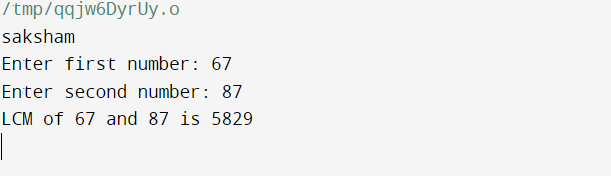 /tmp/qqjw6DyrUy.o
saksham
Enter first number: 67
Enter second number: 87
LCM of 67 and 87 is 5829